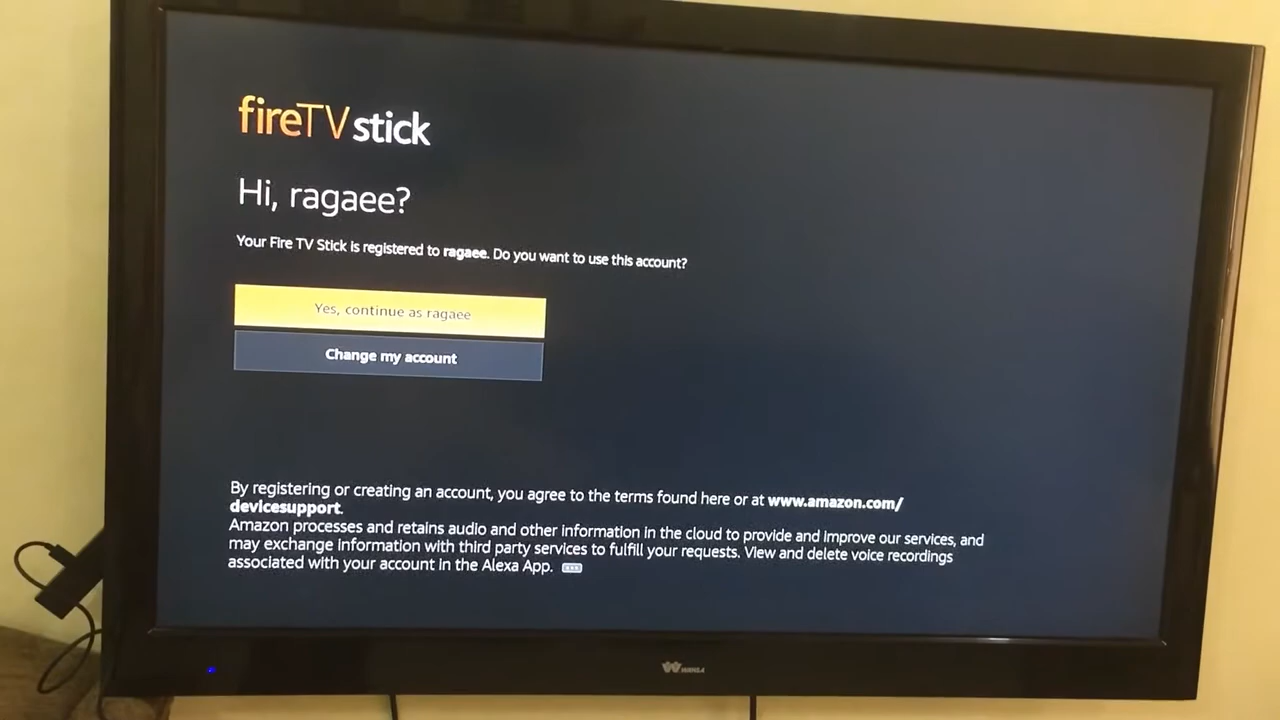 fireTV stick
Hi, ragaee?
Your Fire TV Stick is registered to ragaee. Do you want to use this account?
Yes, continue as ragaee
Change my account
By registering or creating an account, you agree to the terms found here or at www.amazon.com/
devicesupport.
Amazon processes and retains audio and other information in the cloud to provide and improve our services, and
may exchange information with third party services to fulfill your requests. View and delete voice recordings
associated with your account in the Alexa App.